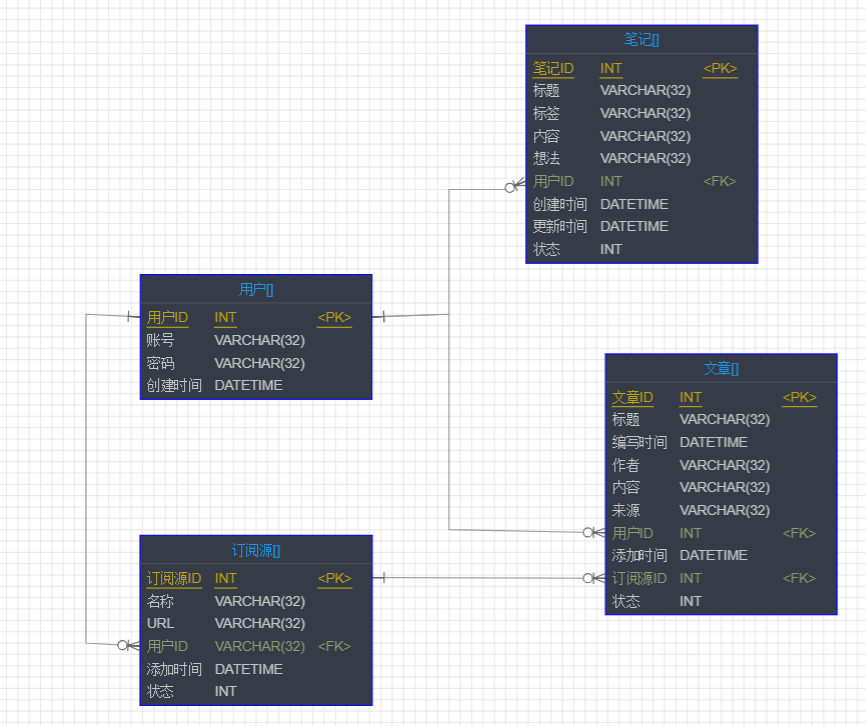 笔记[]
笔记ID INT <PK>
标题 VARCHAR(32)
标签 VARCHAR(32)
内容 VARCHAR(32)
想法 VARCHAR(32)
用户ID INT <FK>
创建时间 DATETIME
更新时间 DATETIME
状态 INT
用户[]
用户ID INT <PK>
账号 VARCHAR(32)
密码 VARCHAR(32)
创建时间 DATETIME
文章[]
文章ID INT <PK>
标题 VARCHAR(32)
编写时间 DATETIME
作者 VARCHAR(32)
内容 VARCHAR(32)
来源 VARCHAR(32)
用户ID INT <FK>
添加时间 DATETIME
订阅源ID INT <FK>
状态 INT
订阅源[]
订阅源ID INT <PK>
名称 VARCHAR(32)
URL VARCHAR(32)
用户ID VARCHAR(32) <FK>
添加时间 DATETIME
状态 INT